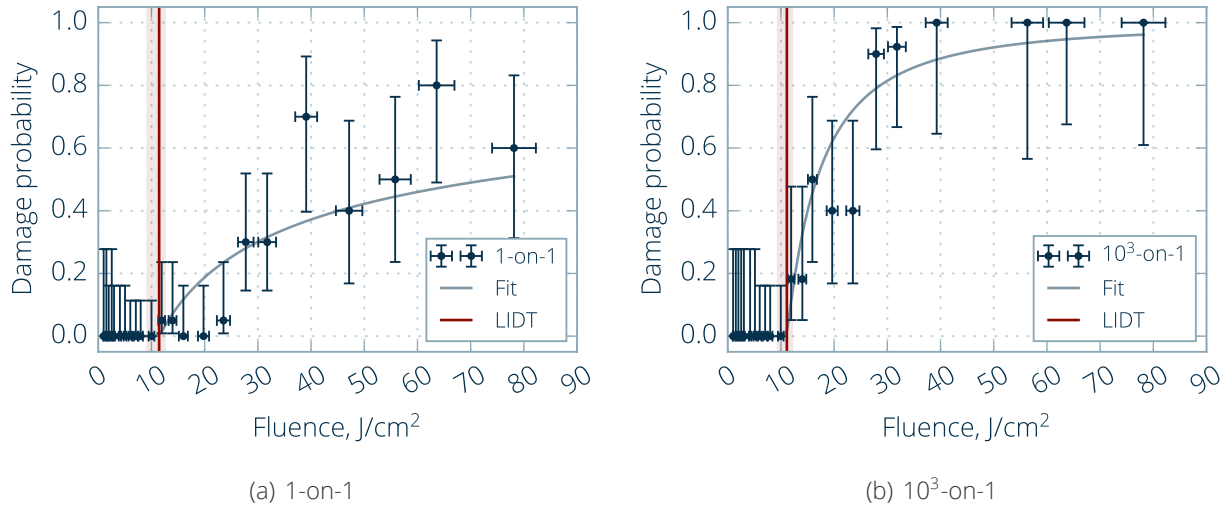 Damage probability
1.0
0.8
0.6
0.4
0.2
0.0
1-on-1
Fit
LIDT
0 10 20 30 40 50 60 70 80 90
Fluence, J/cm²
(a) 1-on-1
Damage probability
1.0
0.8
0.6
0.4
0.2
0.0
10³-on-1
Fit
LIDT
0 10 20 30 40 50 60 70 80 90
Fluence, J/cm²
(b) 10³-on-1